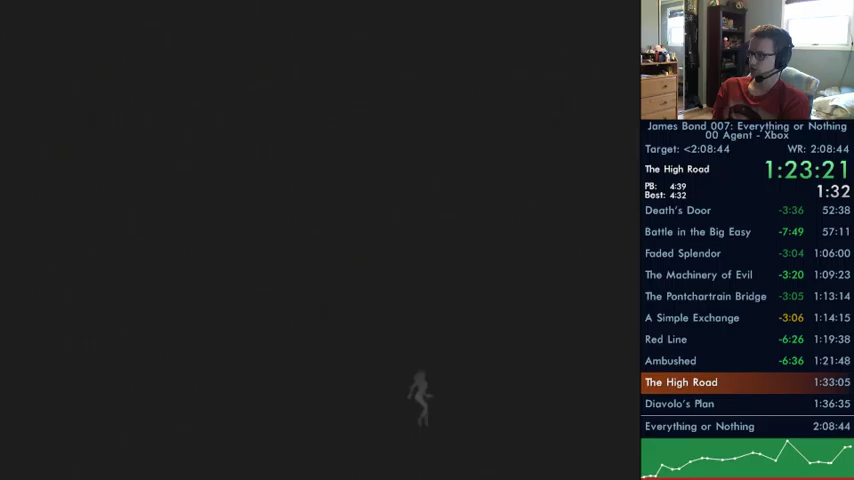 James Bond 007: Everything or Nothing
00 Agent - Xbox
Target: <2:08:44 WR: 2:08:44
The High Road 1:23:21
PB: 4:39
Best: 4:32 1:32
Death's Door -3:36 52:38
Battle in the Big Easy -7:49 57:11
Faded Splendor -3:04 1:06:00
The Machinery of Evil -3:20 1:09:23
The Pontchartrain Bridge -3:05 1:13:14
A Simple Exchange -3:06 1:14:15
Red Line -6:26 1:19:38
Ambushed -6:36 1:21:48
The High Road 1:33:05
Diavolo's Plan 1:36:35
Everything or Nothing 2:08:44